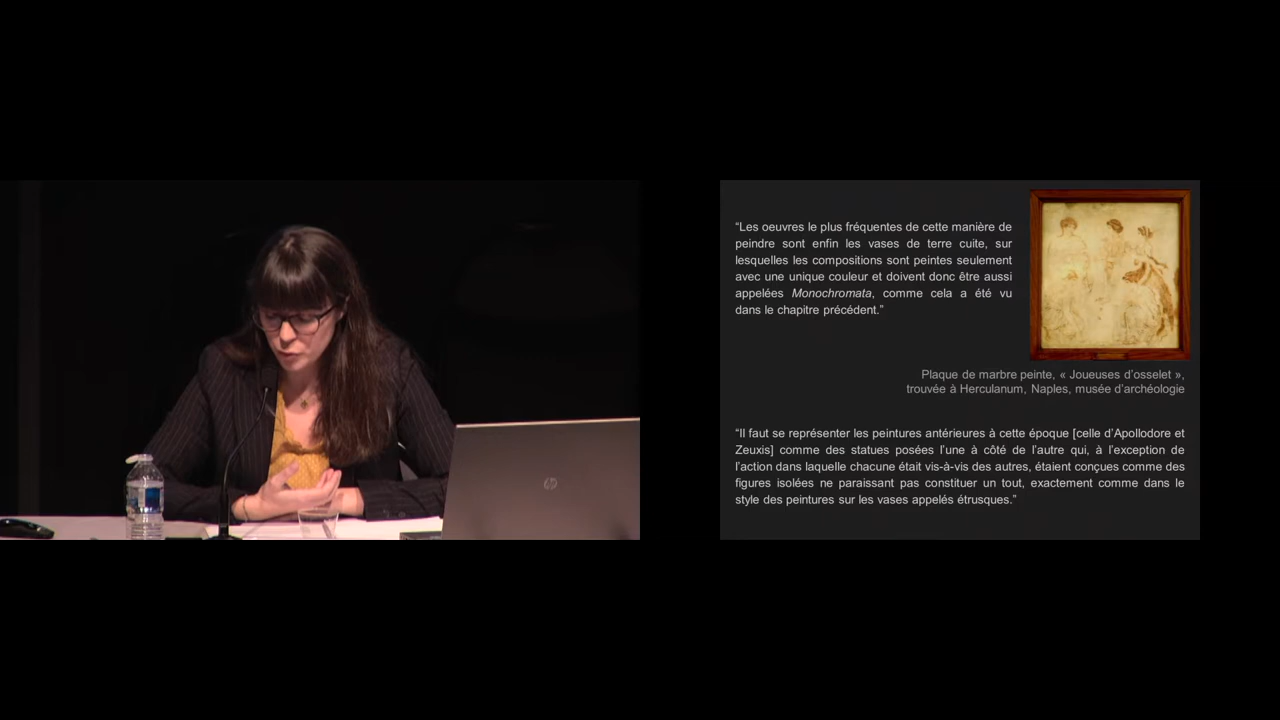 “Les oeuvres le plus fréquentes de cette manière de
peindre sont enfin les vases de terre cuite, sur
lesquelles les compositions sont peintes seulement
avec une unique couleur et doivent donc être aussi
appelées Monochromata, comme cela a été vu
dans le chapitre précédent.”
Plaque de marbre peinte, « Joueuses d’osselet »,
trouvée à Herculanum, Naples, musée d’archéologie
“Il faut se représenter les peintures antérieures à cette époque [celle d’Apollodore et
Zeuxis] comme des statues posées l’une à côté de l’autre qui, à l’exception de
l’action dans laquelle chacune était vis-à-vis des autres, étaient conçues comme des
figures isolées ne paraissant pas constituer un tout, exactement comme dans le
style des peintures sur les vases appelés étrusques.”
hp